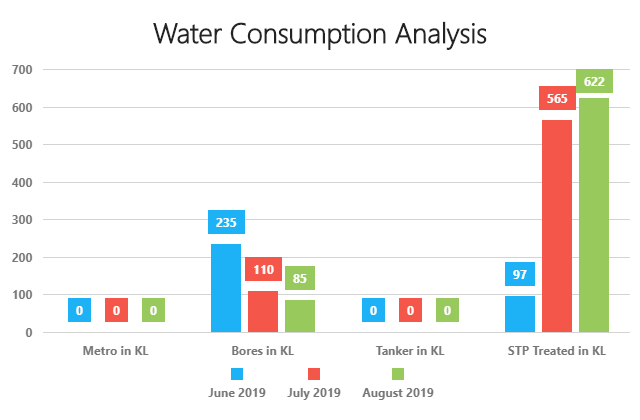 Water Consumption Analysis
700
600
500
400
300
200
100
0
0 0 0
235 110 85
0 0 0
97 565 622
Metro in KL Bores in KL Tanker in KL STP Treated in KL
June 2019 July 2019 August 2019